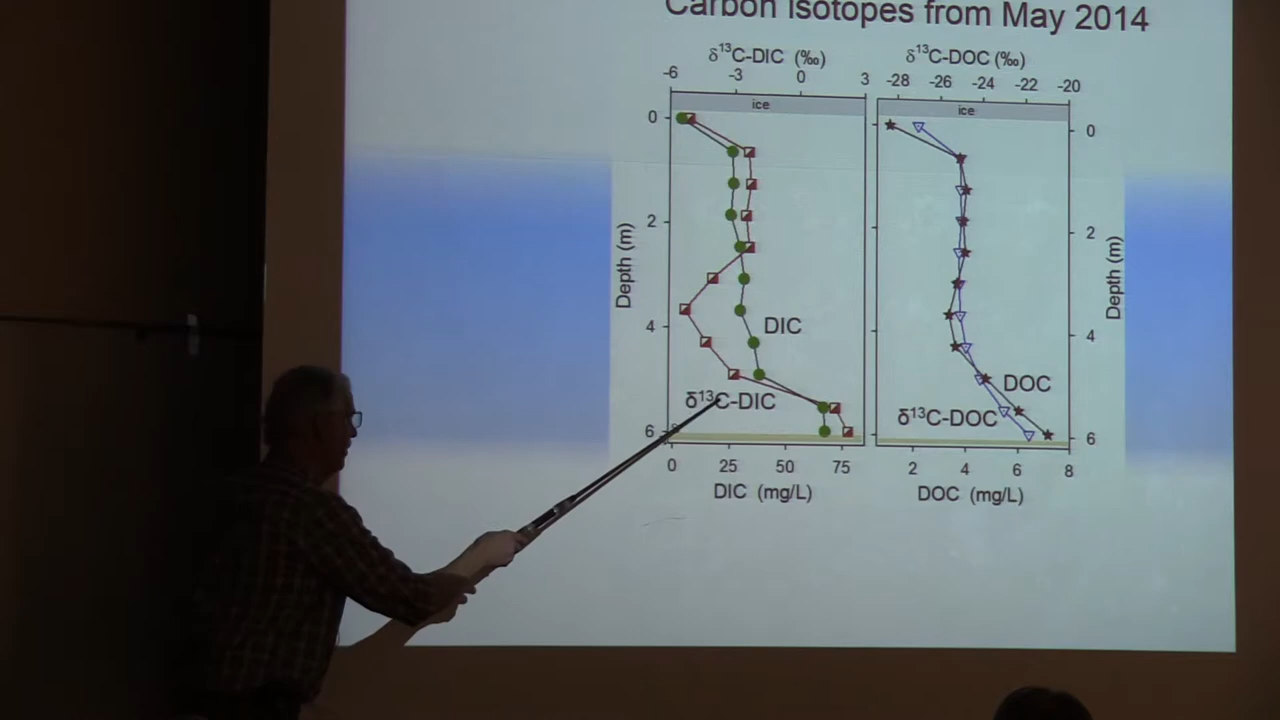 Carbon Isotopes from May 2014
δ¹³C-DIC (‰)
-6 -3 0 3
ice
0
2
4
6
Depth (m)
DIC
δ¹³C-DIC
0 25 50 75
DIC (mg/L)
δ¹³C-DOC (‰)
-28 -26 -24 -22 -20
ice
0
2
4
6
Depth (m)
DOC
δ¹³C-DOC
2 4 6 8
DOC (mg/L)